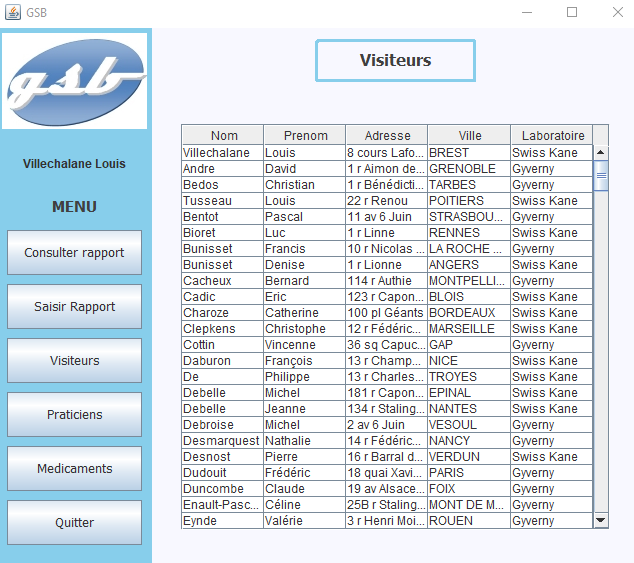 GSB
gsb
Villechalane Louis
MENU
Consulter rapport
Saisir Rapport
Visiteurs
Praticiens
Medicaments
Quitter
Visiteurs
Nom Prenom Adresse Ville Laboratoire
Villechalane Louis 8 cours Lafo... BREST Swiss Kane
Andre David 1 r Aimon de... GRENOBLE Gyverny
Bedos Christian 1 r Bénédicti... TARBES Gyverny
Tusseau Louis 22 r Renou POITIERS Swiss Kane
Bentot Pascal 11 av 6 Juin STRASBOU... Gyverny
Bioret Luc 1 r Linne RENNES Swiss Kane
Bunisset Francis 10 r Nicolas ... LA ROCHE ... Swiss Kane
Bunisset Denise 1 r Lionne ANGERS Swiss Kane
Cacheux Bernard 114 r Authie MONTPELLI... Gyverny
Cadic Eric 123 r Capon... BLOIS Swiss Kane
Charoze Catherine 100 pl Géants BORDEAUX Swiss Kane
Clepkens Christophe 12 r Fédéric... MARSEILLE Swiss Kane
Cottin Vincenne 36 sq Capuc... GAP Gyverny
Daburon François 13 r Champ... NICE Swiss Kane
De Philippe 13 r Charles... TROYES Swiss Kane
Debelle Michel 181 r Capon... EPINAL Swiss Kane
Debelle Jeanne 134 r Staling... NANTES Swiss Kane
Debroise Michel 2 av 6 Juin VESOUL Gyverny
Desmarquest Nathalie 14 r Fédéric... NANCY Gyverny
Desnost Pierre 16 r Barral d... VERDUN Swiss Kane
Dudouit Frédéric 18 quai Xavi... PARIS Gyverny
Duncombe Claude 19 av Alsace... FOIX Gyverny
Enault-Pasc... Céline 25B r Staling... MONT DE M... Gyverny
Eynde Valérie 3 r Henri Moi... ROUEN Gyverny